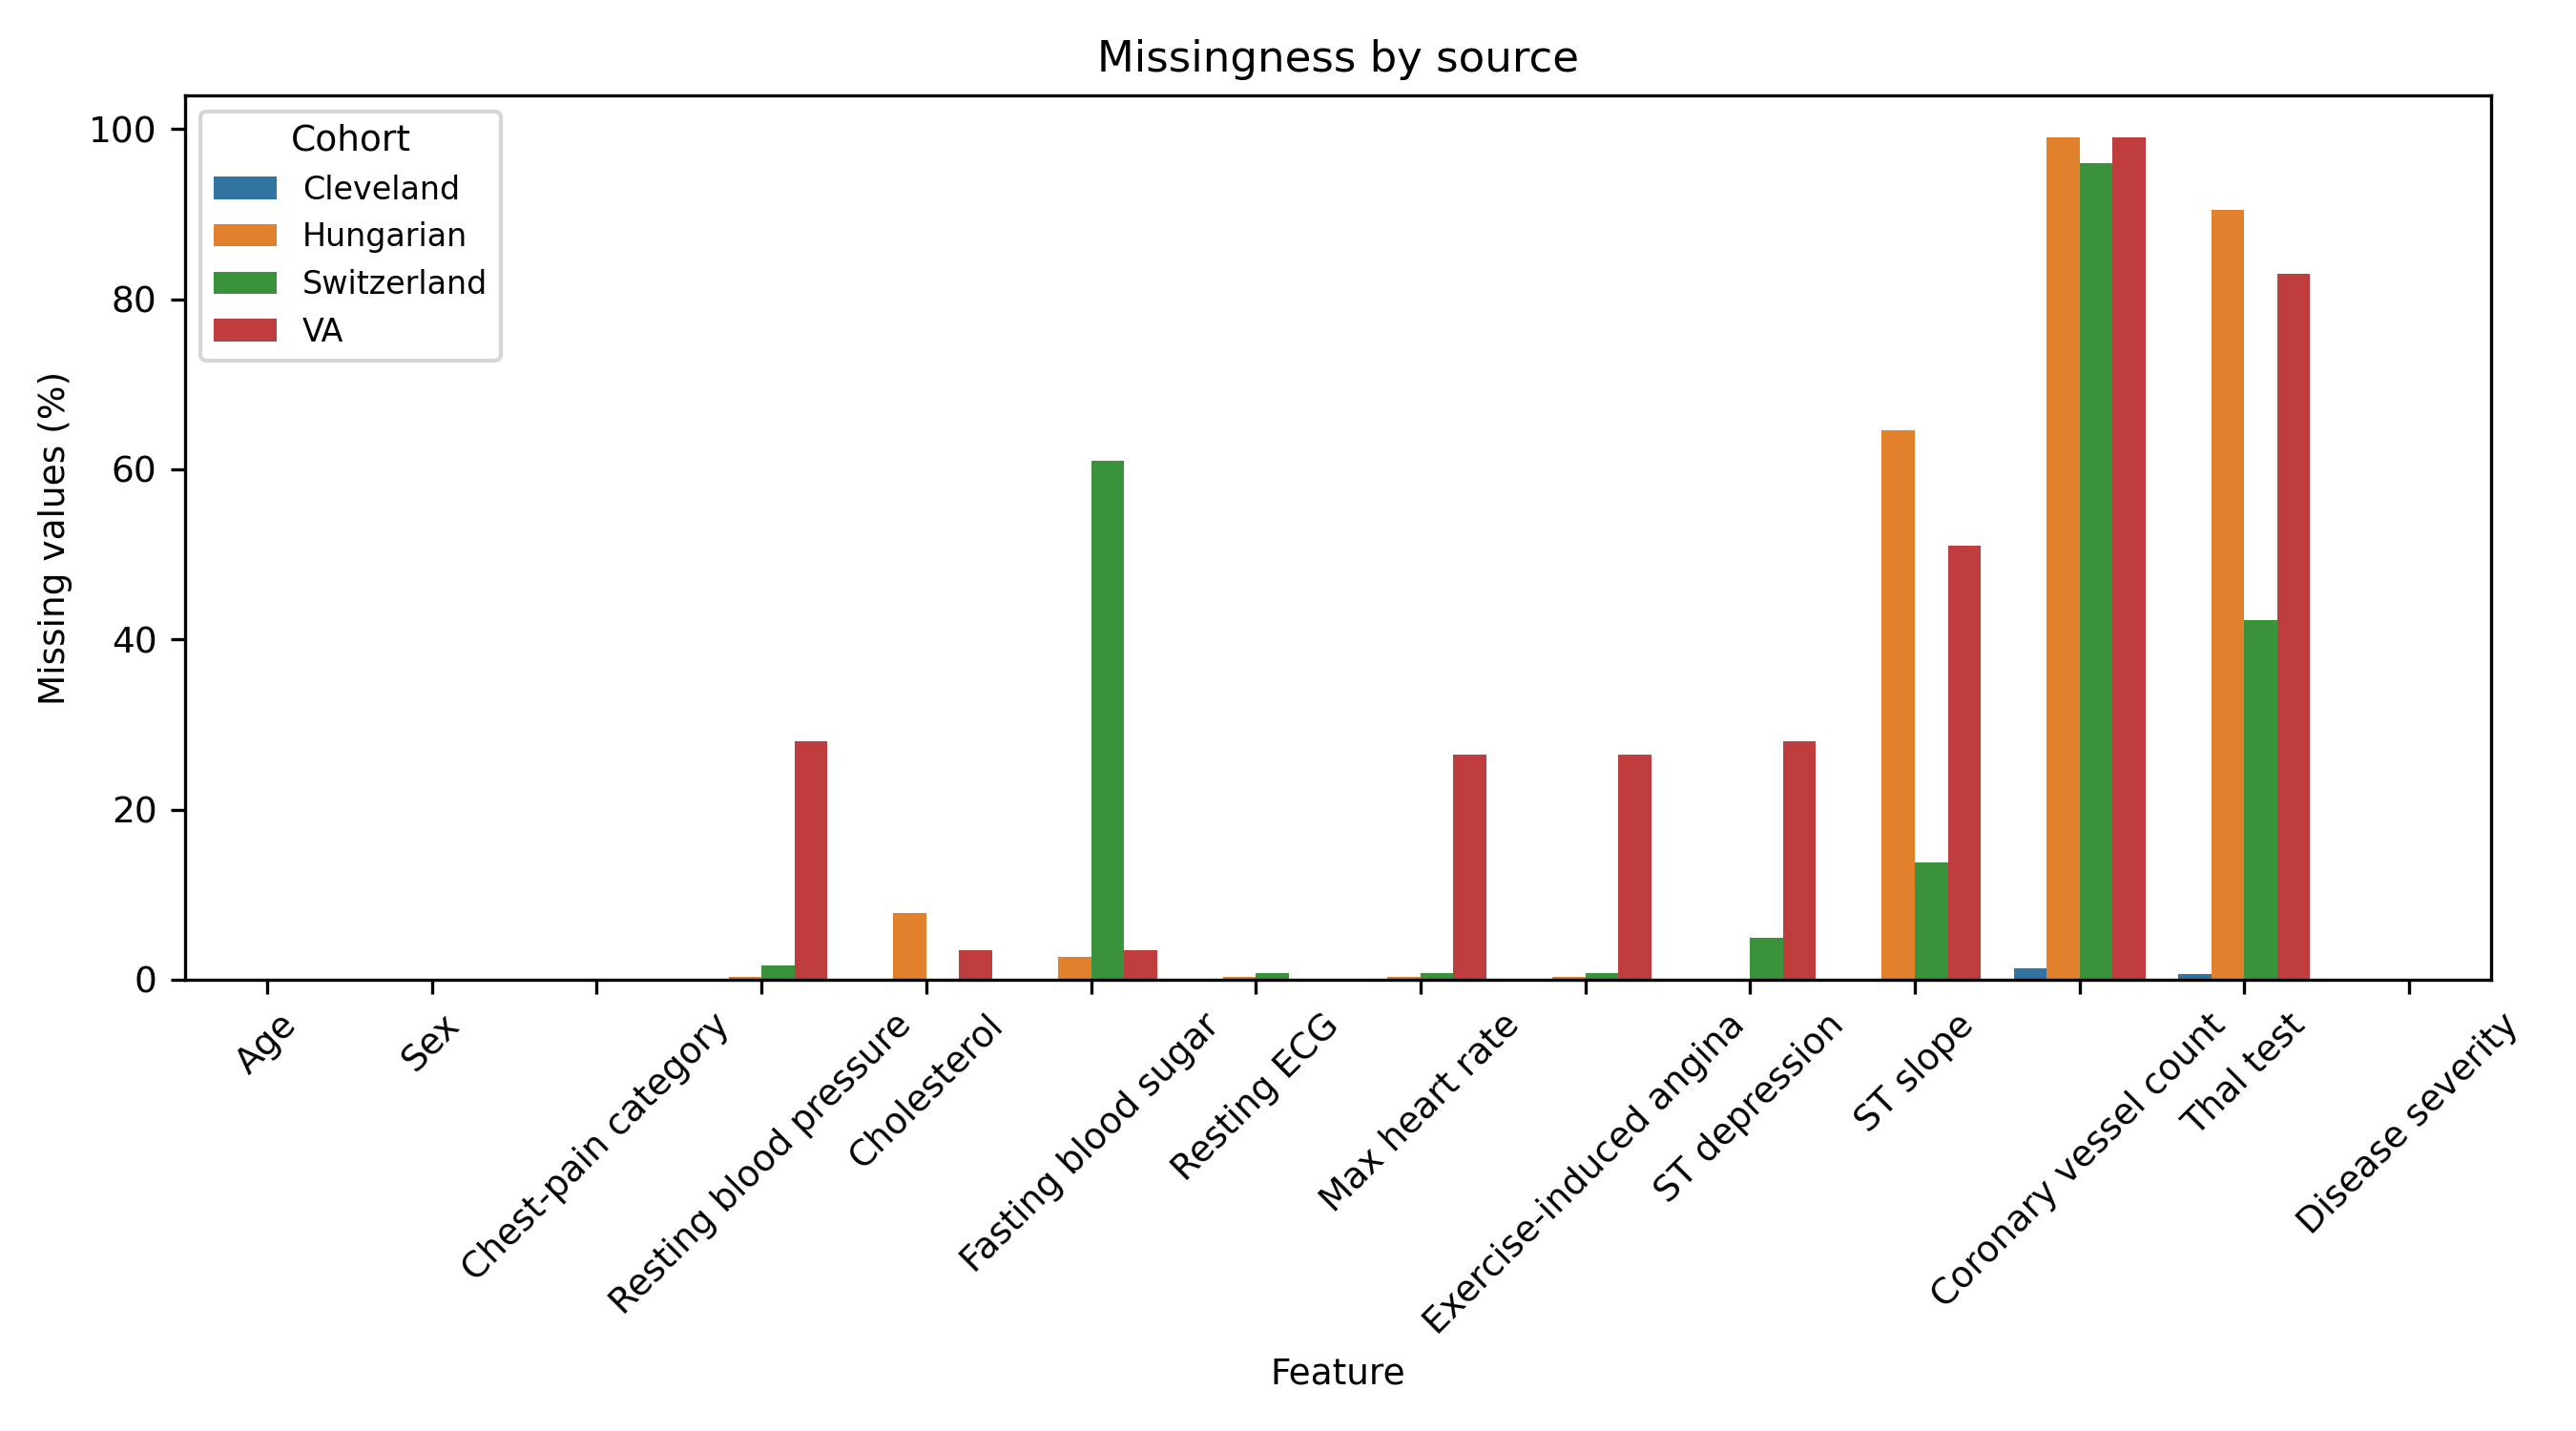 Missingness by source
Cohort
Cleveland
Hungarian
Switzerland
VA
Missing values (%)
100
80
60
40
20
0
Age
Sex
Chest-pain category
Resting blood pressure
Cholesterol
Fasting blood sugar
Resting ECG
Max heart rate
Exercise-induced angina
ST depression
ST slope
Coronary vessel count
Thal test
Disease severity
Feature